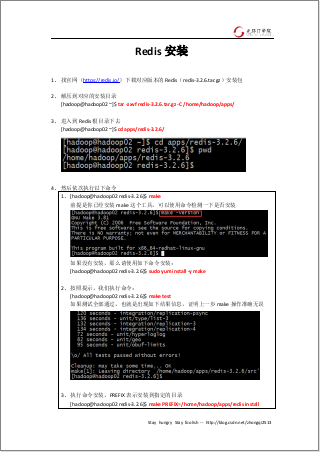 Redis 安装
1、 找官网（https://redis.io/）下载对应版本的 Redis（redis-3.2.6.tar.gz）安装包
2、 解压到对应的安装目录
[hadoop@hadoop02 ~]$ tar -zxvf redis-3.2.6.tar.gz -C /home/hadoop/apps/
3、 进入到 Redis 根目录下去
[hadoop@hadoop02 ~]$ cd apps/redis-3.2.6/
[hadoop@hadoop02 ~]$ cd apps/redis-3.2.6/
[hadoop@hadoop02 redis-3.2.6]$ pwd
/home/hadoop/apps/redis-3.2.6
[hadoop@hadoop02 redis-3.2.6]$
4、 然后依次执行以下命令
1、[hadoop@hadoop02 redis-3.2.6]$ make
前提是你已经安装 make 这个工具，可以使用命令检测一下是否安装
[hadoop@hadoop02 redis-3.2.6]$ make -version
GNU Make 3.81
Copyright (C) 2006  Free Software Foundation, Inc.
This is free software; see the source for copying conditions.
There is NO warranty; not even for MERCHANTABILITY or FITNESS FOR A
PARTICULAR PURPOSE.
This program built for x86_64-redhat-linux-gnu
[hadoop@hadoop02 redis-3.2.6]$
如果没有安装，那么请使用如下命令安装：
[hadoop@hadoop02 redis-3.2.6]$ sudo yum install -y make
2、按照提示，我们执行命令：
[hadoop@hadoop02 redis-3.2.6]$ make test
如果测试全部通过，也就是出现如下结果信息，证明上一步 make 操作准确无误
120 seconds - integration/replication-psync
36 seconds - unit/type/list-3
132 seconds - integration/replication-3
134 seconds - integration/replication-4
72 seconds - unit/hyperloglog
82 seconds - unit/geo
95 seconds - unit/obuf-limits
\o/ All tests passed without errors!
Cleanup: may take some time... OK
make[1]: Leaving directory `/home/hadoop/apps/redis-3.2.6/src'
[hadoop@hadoop02 redis-3.2.6]$
3、执行命令安装，PREFIX 表示安装到指定的目录
[hadoop@hadoop02 redis-3.2.6]$ make PREFIX=/home/hadoop/apps/redis install